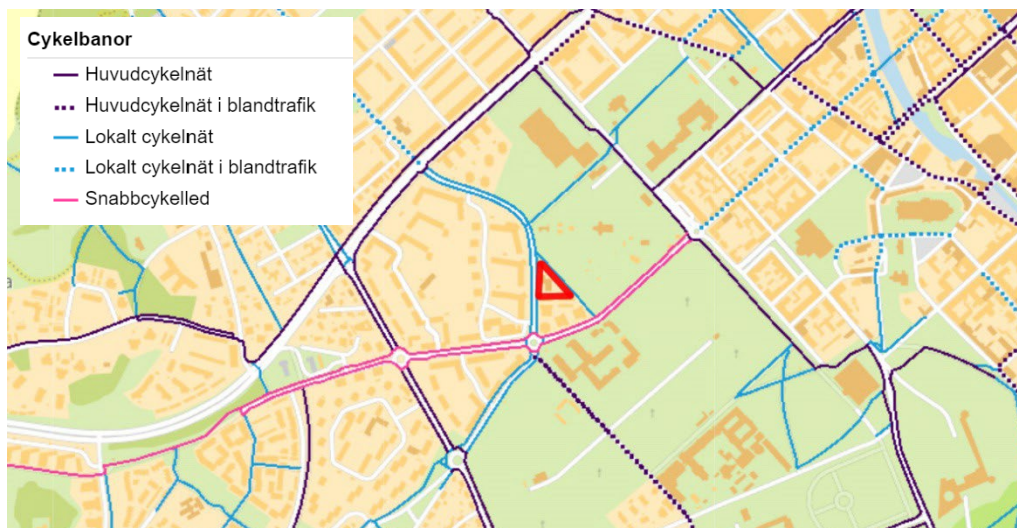 Cykelbanor
Huvudcykelnät
Huvudcykelnät i blandtrafik
Lokalt cykelnät
Lokalt cykelnät i blandtrafik
Snabbcykelled
a